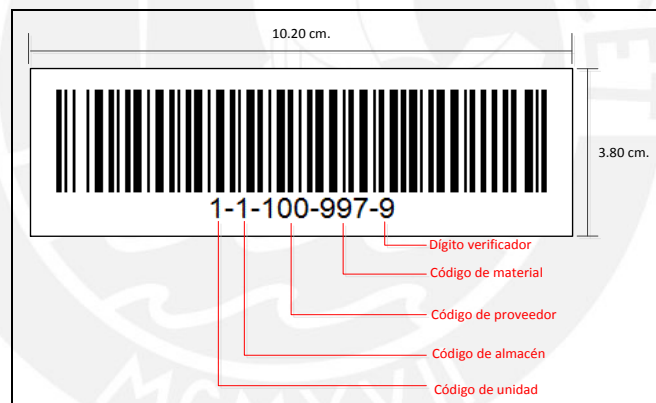 10.20 cm.
3.80 cm.
1-1-100-997-9
Dígito verificador
Código de material
Código de proveedor
Código de almacén
Código de unidad